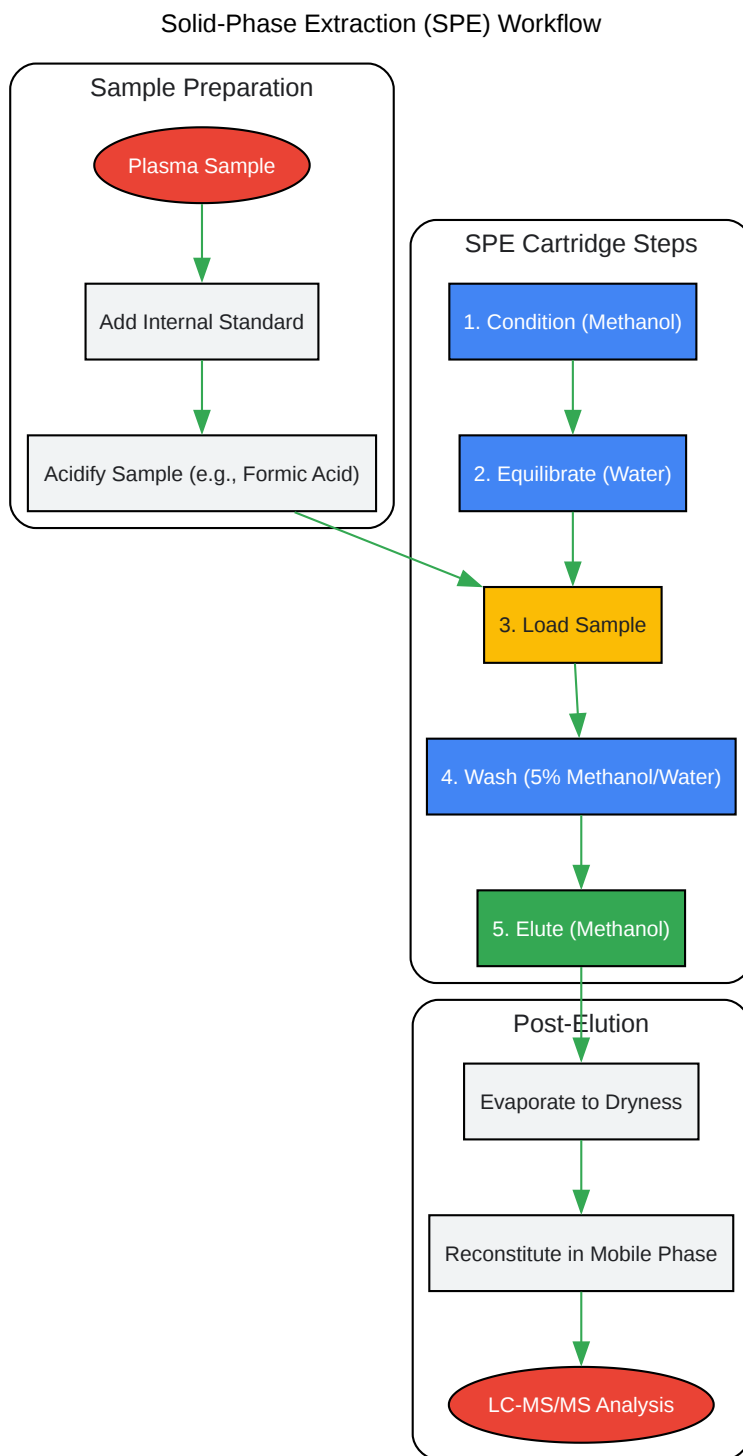 Solid-Phase Extraction (SPE) Workflow
Sample Preparation
Plasma Sample
Add Internal Standard
Acidify Sample (e.g., Formic Acid)
SPE Cartridge Steps
1. Condition (Methanol)
2. Equilibrate (Water)
3. Load Sample
4. Wash (5% Methanol/Water)
5. Elute (Methanol)
Post-Elution
Evaporate to Dryness
Reconstitute in Mobile Phase
LC-MS/MS Analysis